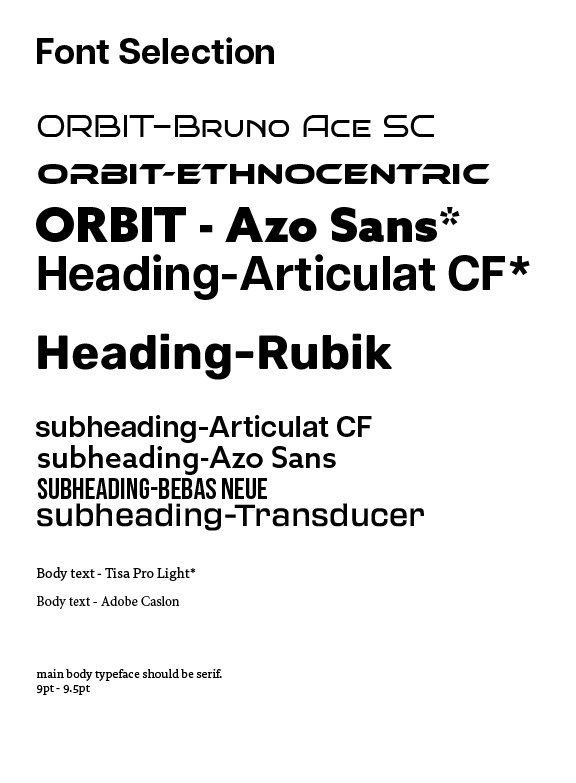 Font Selection
ORBIT-Bruno Ace SC
ORBIT-ETHNOCENTRIC
ORBIT - Azo Sans*
Heading-Articulat CF*
Heading-Rubik
subheading-Articulat CF
subheading-Azo Sans
SUBHEADING-BEBAS NEUE
subheading-Transducer
Body text - Tisa Pro Light*
Body text - Adobe Caslon
main body typeface should be serif.
9pt - 9.5pt